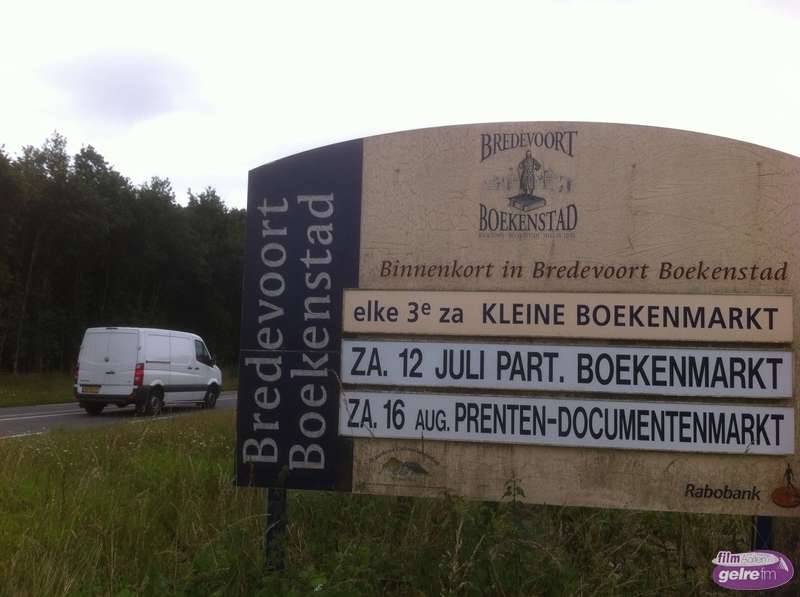 Bredevoort
Boekenstad
BREDEVOORT
BOEKENSTAD
Binnenkort in Bredevoort Boekenstad
elke 3e za KLEINE BOEKENMARKT
ZA. 12 JULI PART. BOEKENMARKT
ZA. 16 AUG. PRENTEN-DOCUMENTENMARKT
Rabobank
film Aalten
gelre fm